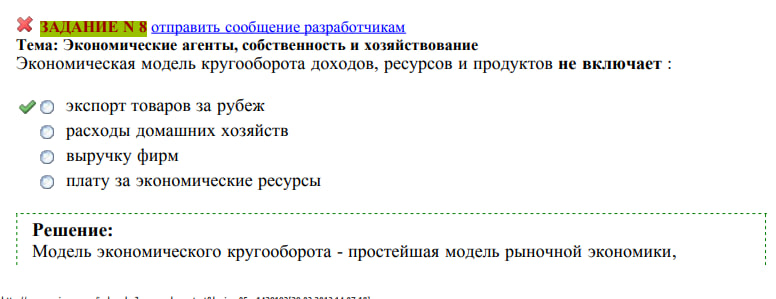 ЗАДАНИЕ N 8 отправить сообщение разработчикам
Тема: Экономические агенты, собственность и хозяйствование
Экономическая модель кругооборота доходов, ресурсов и продуктов не включает :
экспорт товаров за рубеж
расходы домашних хозяйств
выручку фирм
плату за экономические ресурсы
Решение:
Модель экономического кругооборота - простейшая модель рыночной экономики,